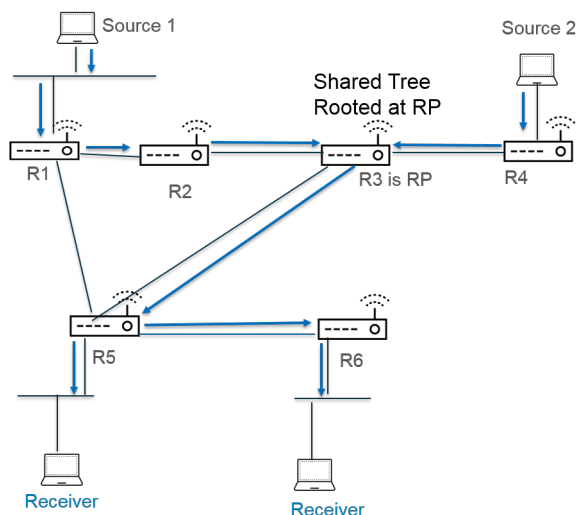 Source 1
Source 2
Shared Tree
Rooted at RP
R1
R2
R3 is RP
R4
R5
R6
Receiver
Receiver